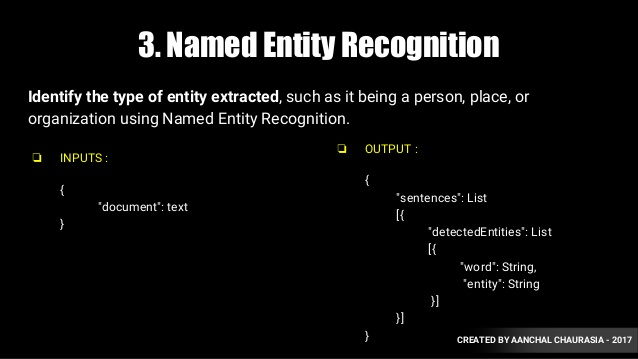 3. Named Entity Recognition
Identify the type of entity extracted, such as it being a person, place, or
organization using Named Entity Recognition.
❏ INPUTS :
{
"document": text
}
❏ OUTPUT :
{
"sentences": List
[{
"detectedEntities": List
[{
"word": String,
"entity": String
}]
}]
}
CREATED BY AANCHAL CHAURASIA - 2017